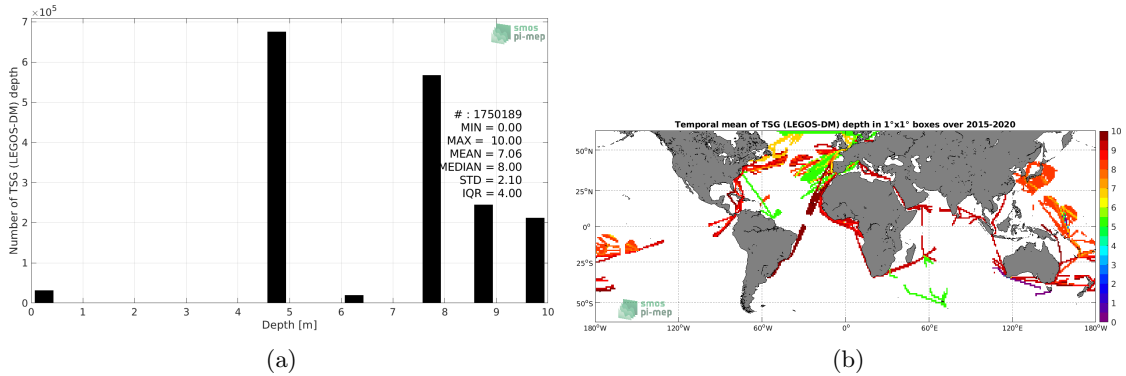 ×10^5
7
6
5
4
3
2
1
0
Number of TSG (LEGOS-DM) depth
smos
pi-mep
# : 1750189
MIN = 0.00
MAX = 10.00
MEAN = 7.06
MEDIAN = 8.00
STD = 2.10
IQR = 4.00
0 1 2 3 4 5 6 7 8 9 10
Depth [m]
(a)
Temporal mean of TSG (LEGOS-DM) depth in 1°x1° boxes over 2015-2020
50°N
25°N
0°
25°S
50°S
180°W 120°W 60°W 0° 60°E 120°E 180°W
10
9
8
7
6
5
4
3
2
1
0
smos
pi-mep
(b)